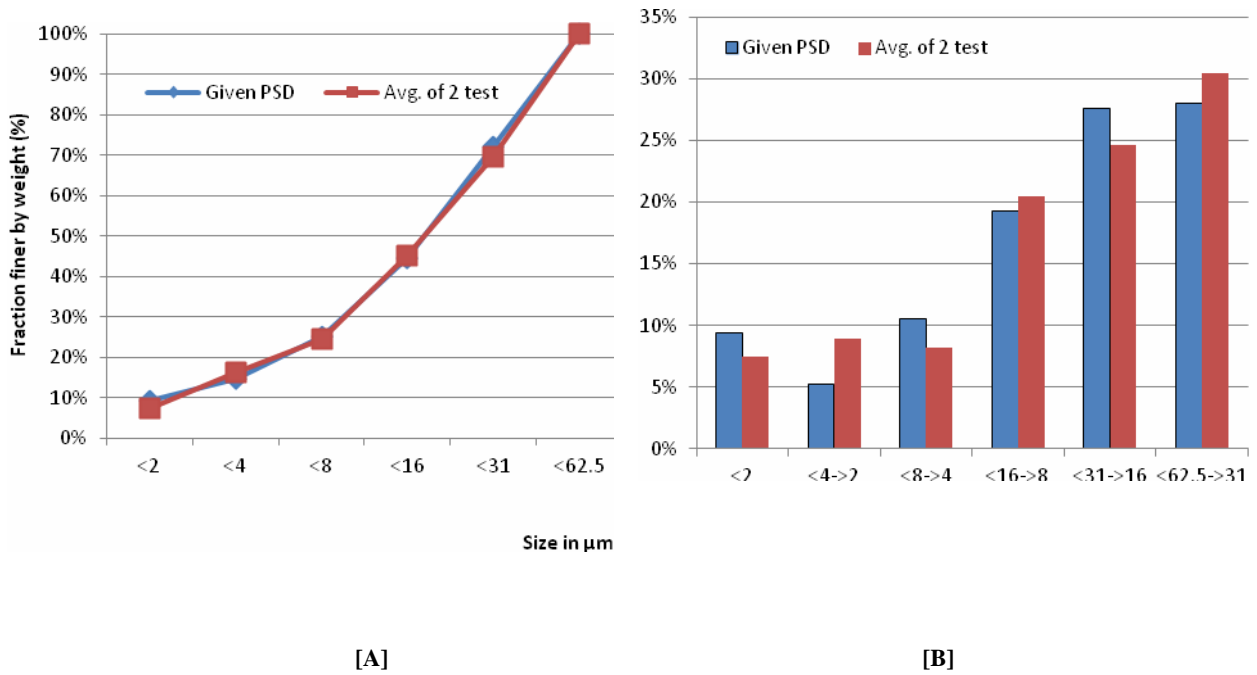 100%
90%
80%
70%
60%
50%
40%
30%
20%
10%
0%
Fraction finer by weight (%)
Given PSD
Avg. of 2 test
<2 <4 <8 <16 <31 <62.5
Size in µm
[A]
35%
30%
25%
20%
15%
10%
5%
0%
Given PSD
Avg. of 2 test
<2 <4->2 <8->4 <16->8 <31->16 <62.5->31
[B]